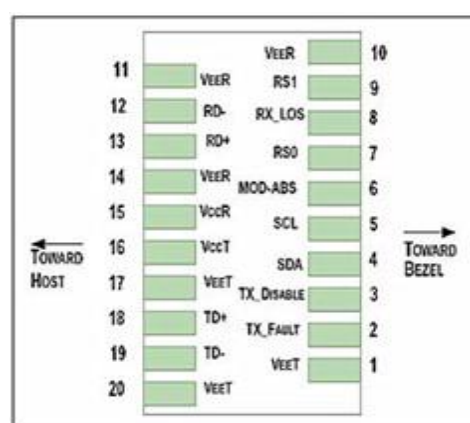 11 VEER
12 RD-
13 RD+
14 VEER
15 VCCR
16 VCCT
17 VEET
18 TD+
19 TD-
20 VEET
VEER 10
RS1 9
RX_LOS 8
RS0 7
MOD-ABS 6
SCL 5
SDA 4
TX_DISABLE 3
TX_FAULT 2
VEET 1
TOWARD
HOST
TOWARD
BEZEL